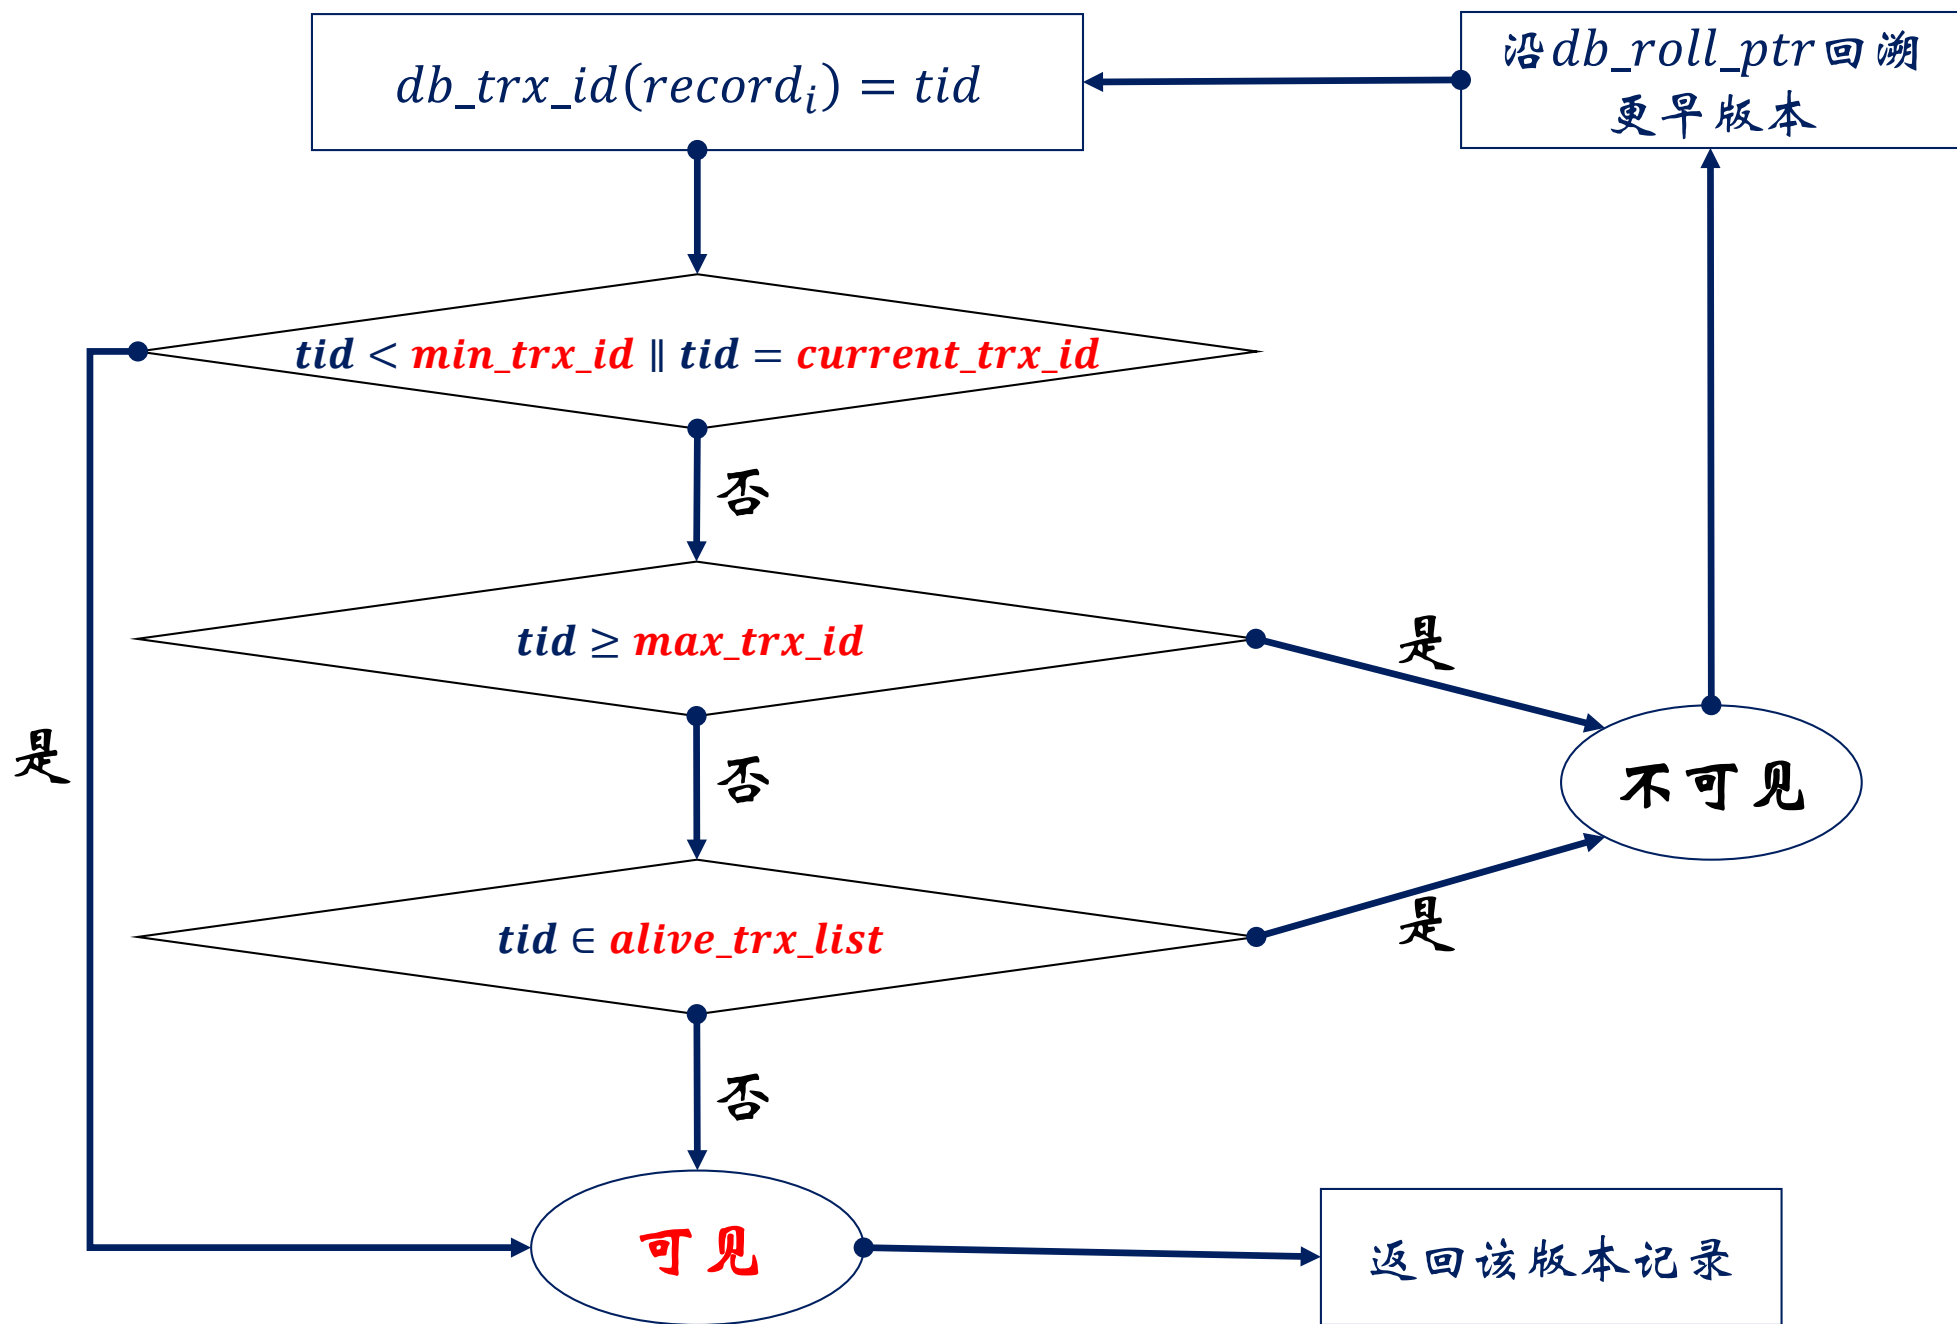 db_trx_id(recordᵢ) = tid
沿db_roll_ptr回溯
更早版本
tid < min_trx_id ∥ tid = current_trx_id
否
tid ≥ max_trx_id
是
是
否
不可见
tid ∈ alive_trx_list
是
否
可见
返回该版本记录